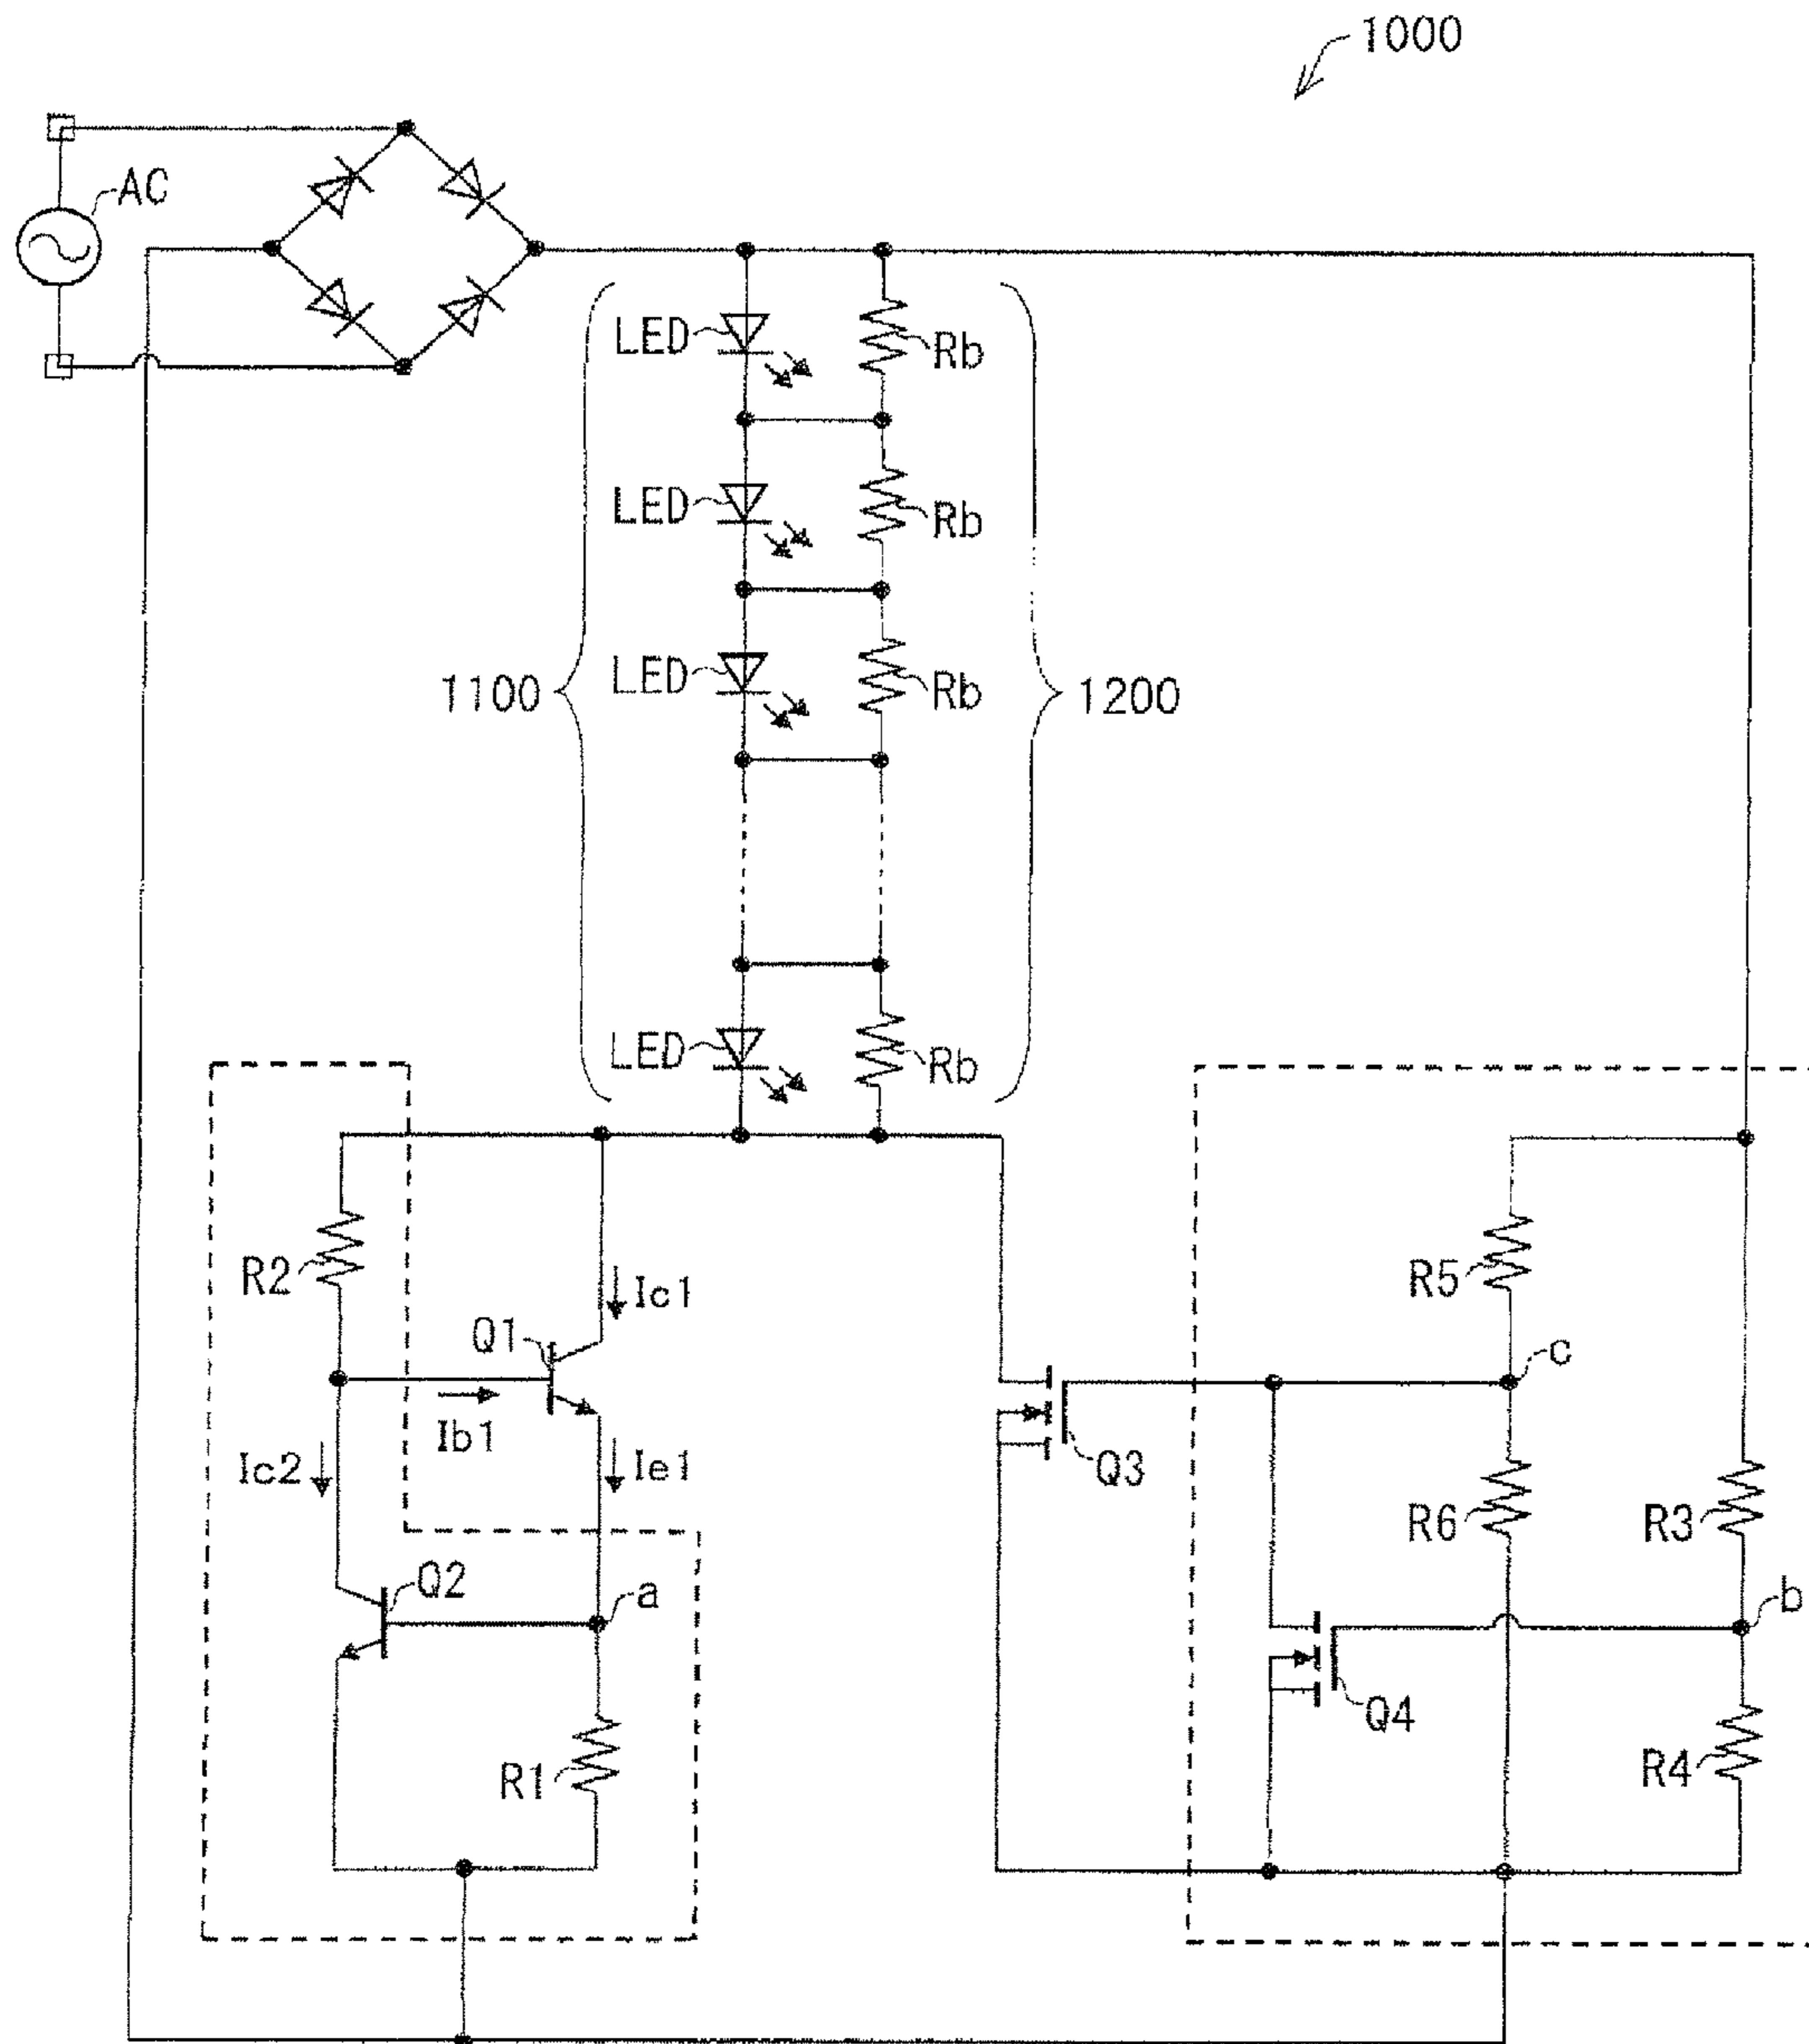 1000
AC
LED
Rb
LED
Rb
LED
Rb
1100
1200
LED
Rb
R2
Ic1
R5
c
Q1
Ib1
Ic2
Ie1
Q3
R6
R3
Q2
a
b
Q4
R1
R4